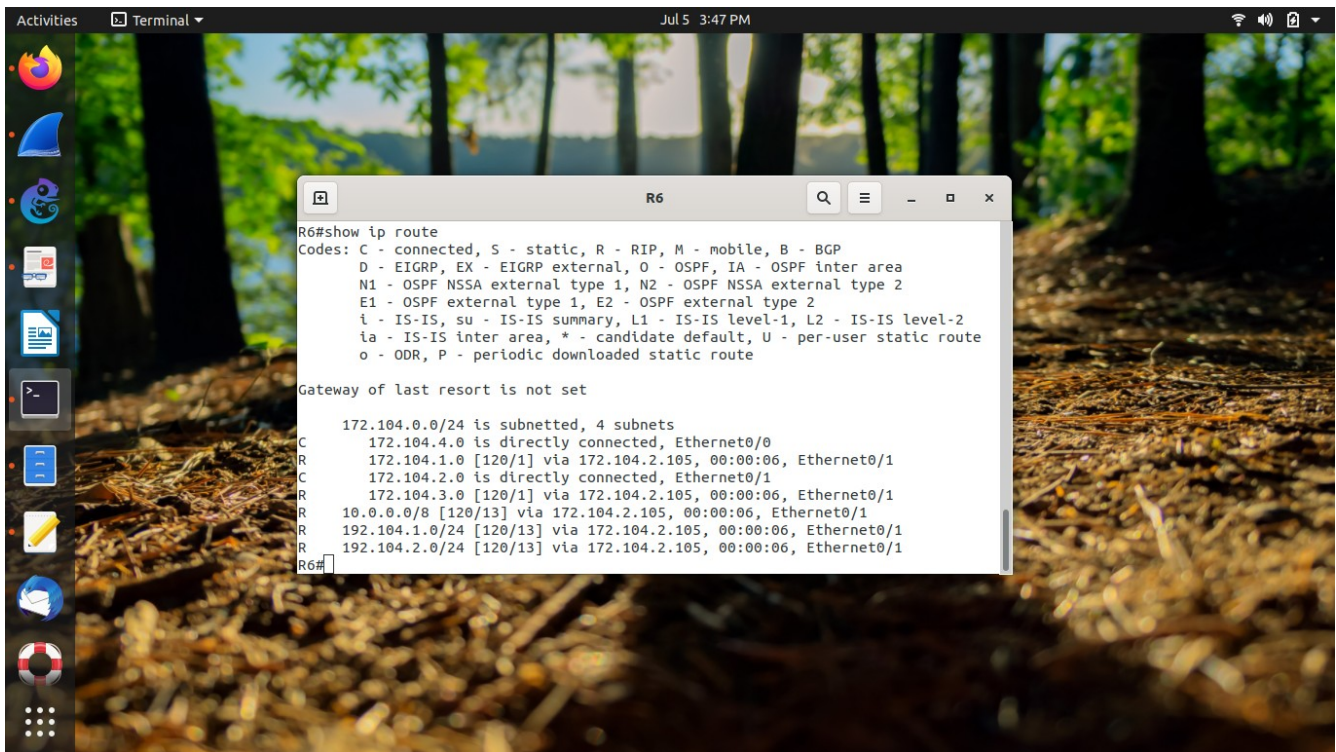 Activities Terminal Jul 5 3:47 PM
R6
R6#show ip route
Codes: C - connected, S - static, R - RIP, M - mobile, B - BGP
D - EIGRP, EX - EIGRP external, O - OSPF, IA - OSPF inter area
N1 - OSPF NSSA external type 1, N2 - OSPF NSSA external type 2
E1 - OSPF external type 1, E2 - OSPF external type 2
i - IS-IS, su - IS-IS summary, L1 - IS-IS level-1, L2 - IS-IS level-2
ia - IS-IS inter area, * - candidate default, U - per-user static route
o - ODR, P - periodic downloaded static route
Gateway of last resort is not set
172.104.0.0/24 is subnetted, 4 subnets
C 172.104.4.0 is directly connected, Ethernet0/0
R 172.104.1.0 [120/1] via 172.104.2.105, 00:00:06, Ethernet0/1
C 172.104.2.0 is directly connected, Ethernet0/1
R 172.104.3.0 [120/1] via 172.104.2.105, 00:00:06, Ethernet0/1
R 10.0.0.0/8 [120/13] via 172.104.2.105, 00:00:06, Ethernet0/1
R 192.104.1.0/24 [120/13] via 172.104.2.105, 00:00:06, Ethernet0/1
R 192.104.2.0/24 [120/13] via 172.104.2.105, 00:00:06, Ethernet0/1
R6#